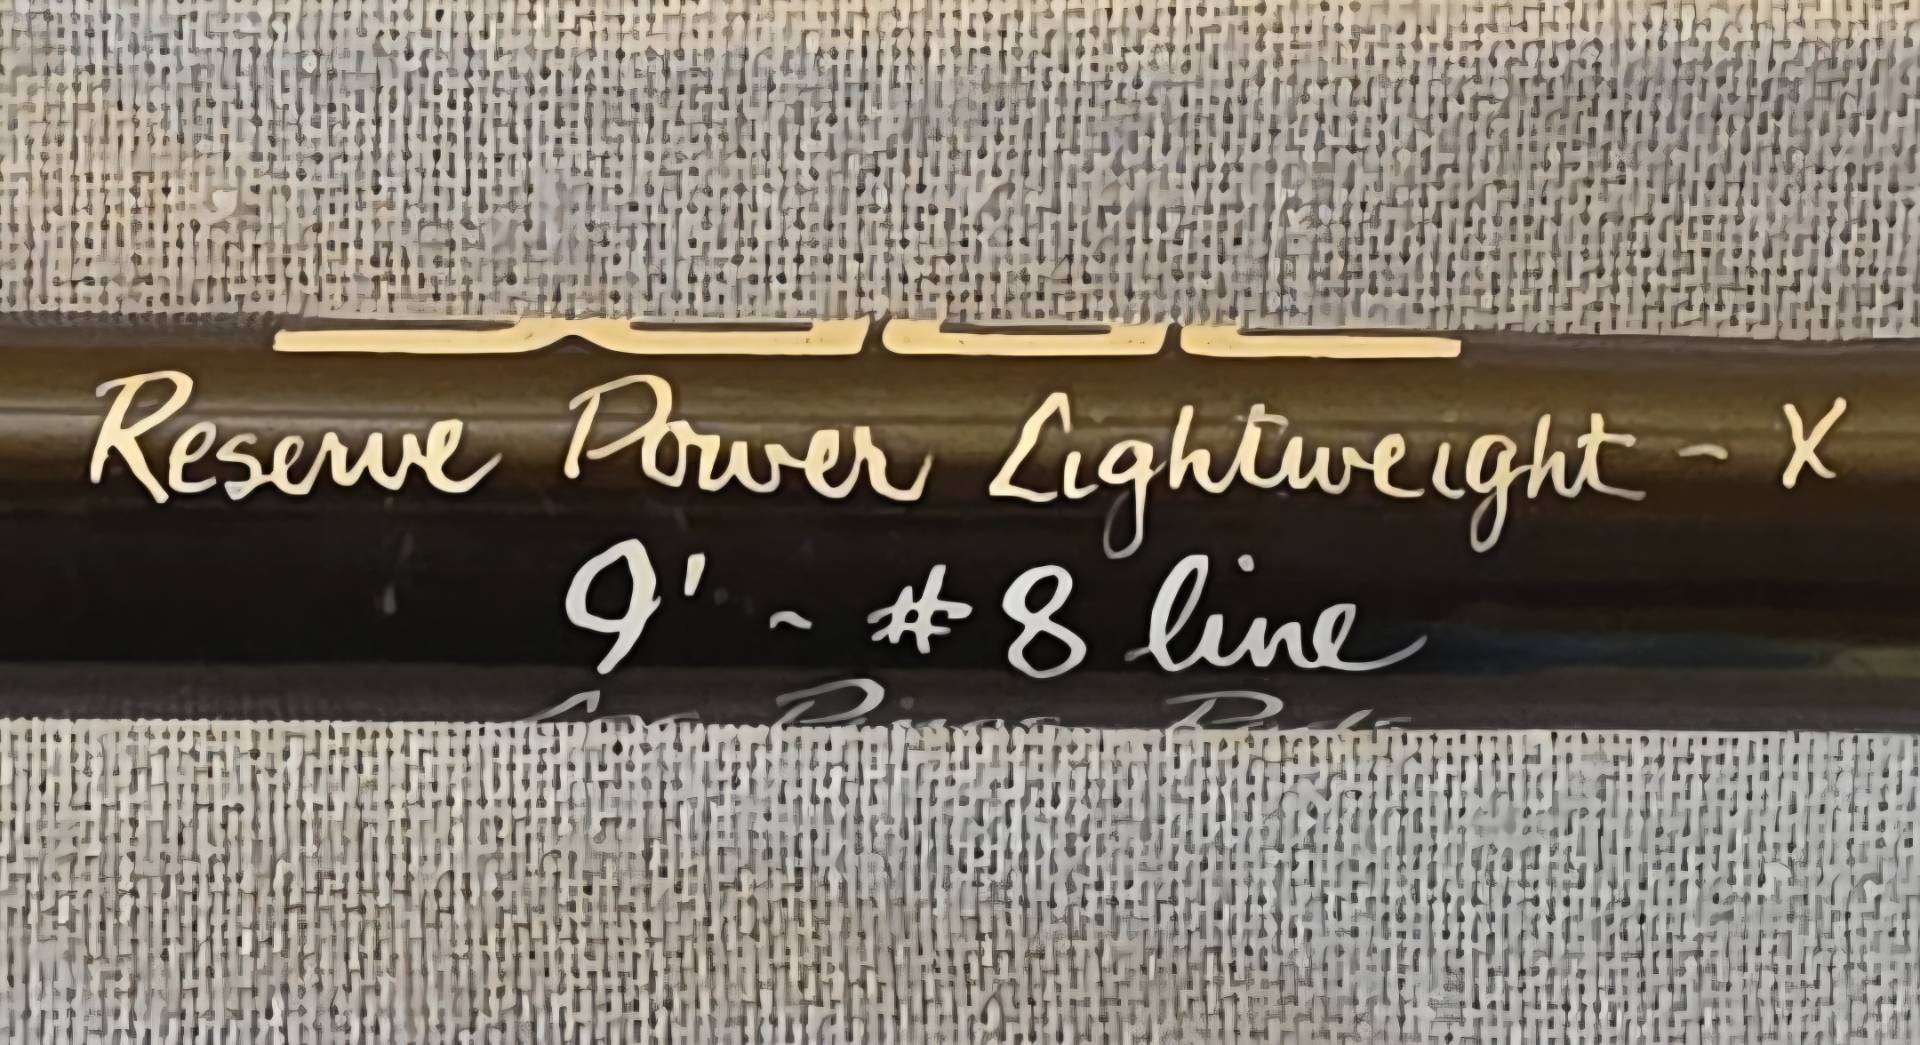 Reserve Power Lightweight - X
9' - #8 line